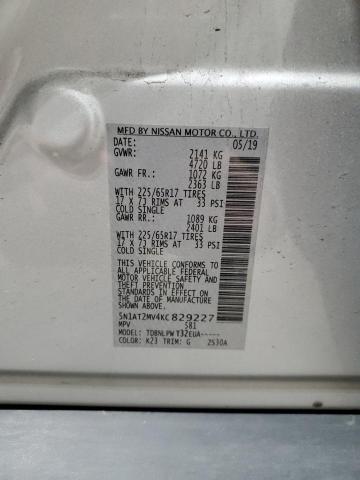 MFD BY NISSAN MOTOR CO., LTD.
DATE: 05/19
GVWR: 2141 KG
4720 LB
GAWR FR.: 1072 KG
2363 LB
WITH 225/65R17 TIRES
17 X 7J RIMS AT 33 PSI
COLD SINGLE
GAWR RR.: 1089 KG
2401 LB
WITH 225/65R17 TIRES
17 X 7J RIMS AT 33 PSI
COLD SINGLE
THIS VEHICLE CONFORMS TO
ALL APPLICABLE FEDERAL
MOTOR VEHICLE SAFETY
STANDARDS IN EFFECT ON THE
DATE OF MANUFACTURE SHOWN
ABOVE.
5N1AT2MV4KC829227
MPV 581
MODEL: TDBNLPWT32EUA-----
COLOR: K23 TRIM: G 2530A